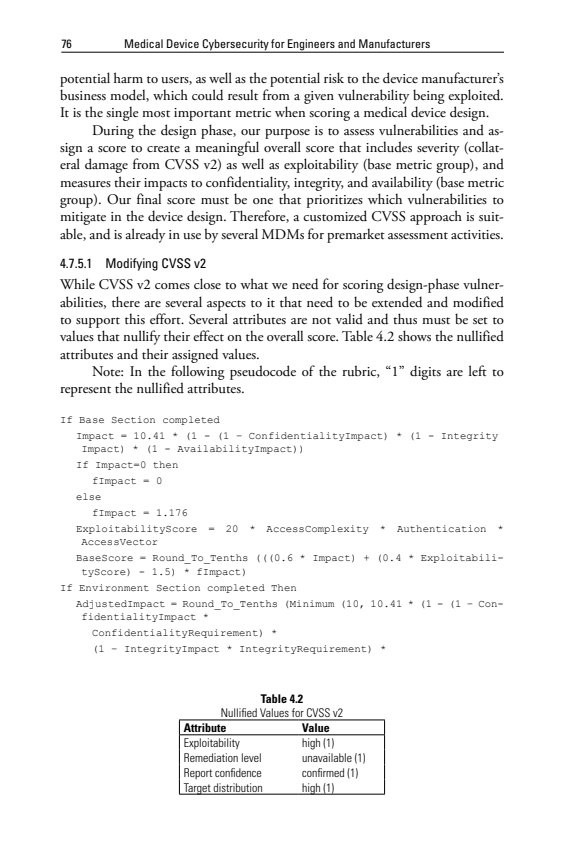 76 Medical Device Cybersecurity for Engineers and Manufacturers
potential harm to users, as well as the potential risk to the device manufacturer's
business model, which could result from a given vulnerability being exploited.
It is the single most important metric when scoring a medical device design.
During the design phase, our purpose is to assess vulnerabilities and as-
sign a score to create a meaningful overall score that includes severity (collat-
eral damage from CVSS v2) as well as exploitability (base metric group), and
measures their impacts to confidentiality, integrity, and availability (base metric
group). Our final score must be one that prioritizes which vulnerabilities to
mitigate in the device design. Therefore, a customized CVSS approach is suit-
able, and is already in use by several MDMs for premarket assessment activities.
4.7.5.1 Modifying CVSS v2
While CVSS v2 comes close to what we need for scoring design-phase vulner-
abilities, there are several aspects to it that need to be extended and modified
to support this effort. Several attributes are not valid and thus must be set to
values that nullify their effect on the overall score. Table 4.2 shows the nullified
attributes and their assigned values.
Note: In the following pseudocode of the rubric, "1" digits are left to
represent the nullified attributes.
If Base Section completed
Impact = 10.41 * (1 - (1 - ConfidentialityImpact) * (1 - Integrity
Impact) * (1 - AvailabilityImpact))
If Impact=0 then
fImpact = 0
else
fImpact = 1.176
ExploitabilityScore = 20 * AccessComplexity * Authentication *
AccessVector
BaseScore = Round_To_Tenths (((0.6 * Impact) + (0.4 * Exploitabili-
tyScore) - 1.5) * fImpact)
If Environment Section completed Then
AdjustedImpact = Round_To_Tenths (Minimum (10, 10.41 * (1 - (1 - Con-
fidentialityImpact *
ConfidentialityRequirement) *
(1 - IntegrityImpact * IntegrityRequirement) *
Table 4.2
Nullified Values for CVSS v2
Attribute Value
Exploitability high (1)
Remediation level unavailable (1)
Report confidence confirmed (1)
Target distribution high (1)